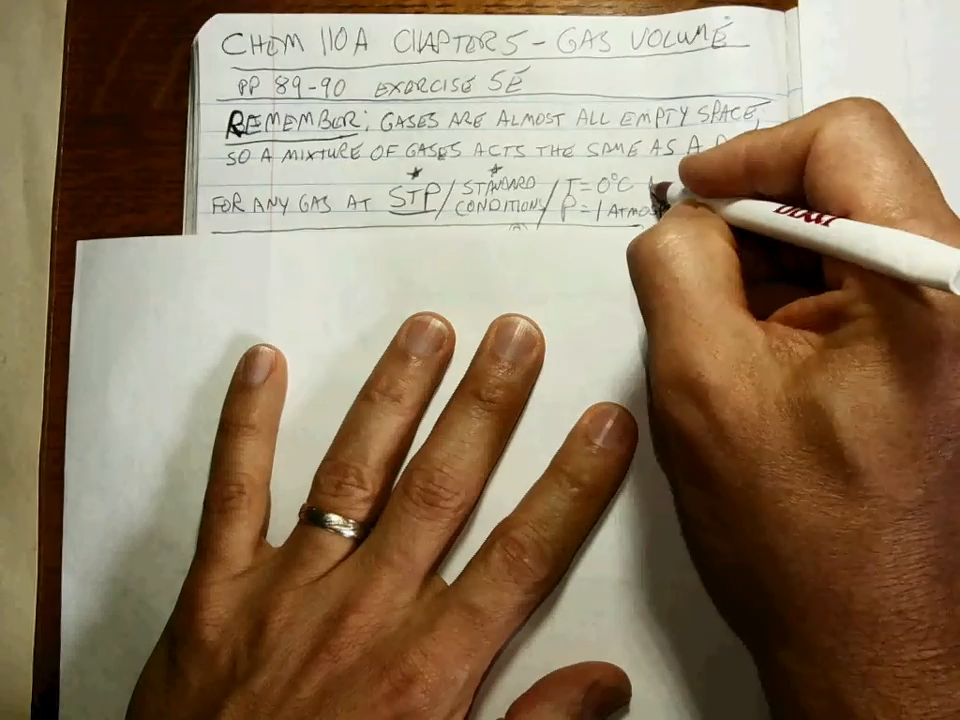 CHEM 110A CHAPTER 5 - GAS VOLUME
PP 89-90 EXERCISE 5E
REMEMBER: GASES ARE ALMOST ALL EMPTY SPACE,
SO A MIXTURE OF GASES ACTS THE SAME AS A
FOR ANY GAS AT STP / STANDARD CONDITIONS / T = 0°C
P = 1 ATMOS